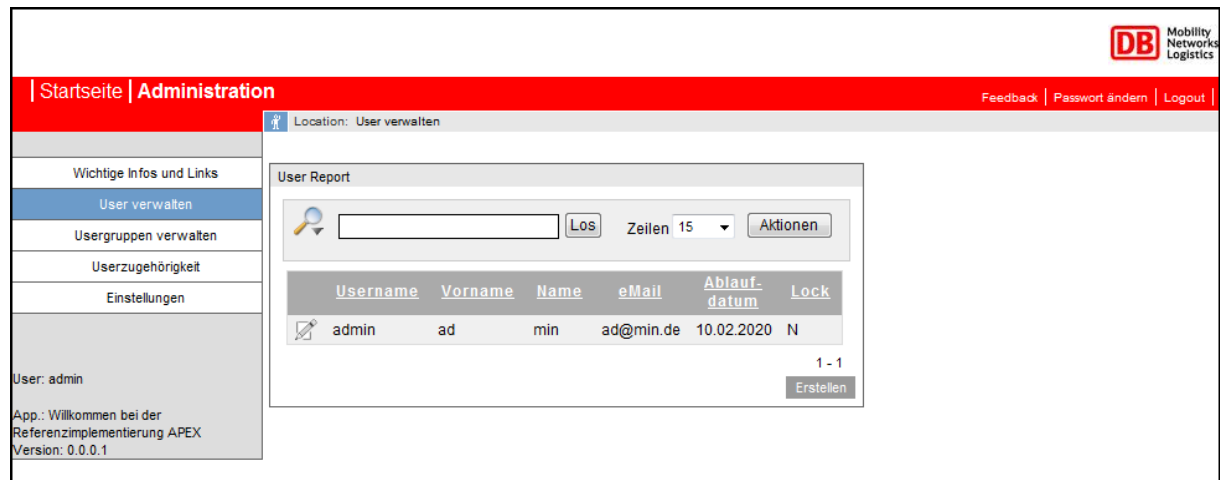 DB Mobility
Networks
Logistics
Startseite Administration
Feedback Passwort ändern Logout
Location: User verwalten
Wichtige Infos und Links
User verwalten
Usergruppen verwalten
Userzugehörigkeit
Einstellungen
User: admin
App.: Willkommen bei der
Referenzimplementierung APEX
Version: 0.0.0.1
User Report
Los Zeilen 15 Aktionen
Username Vorname Name eMail Ablauf-
datum Lock
admin ad min ad@min.de 10.02.2020 N
1 - 1
Erstellen